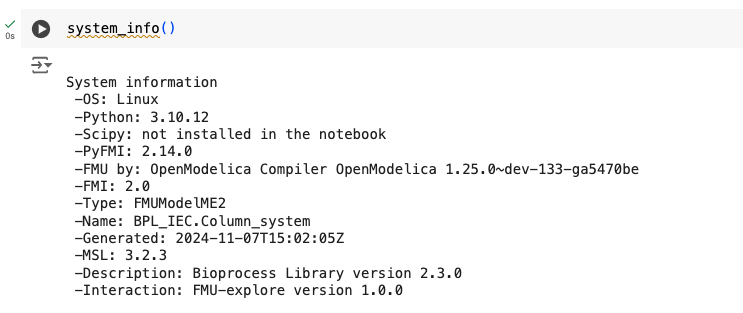 system_info()
0s
System information
-OS: Linux
-Python: 3.10.12
-Scipy: not installed in the notebook
-PyFMI: 2.14.0
-FMU by: OpenModelica Compiler OpenModelica 1.25.0~dev-133-ga5470be
-FMI: 2.0
-Type: FMUModelME2
-Name: BPL_IEC.Column_system
-Generated: 2024-11-07T15:02:05Z
-MSL: 3.2.3
-Description: Bioprocess Library version 2.3.0
-Interaction: FMU-explore version 1.0.0